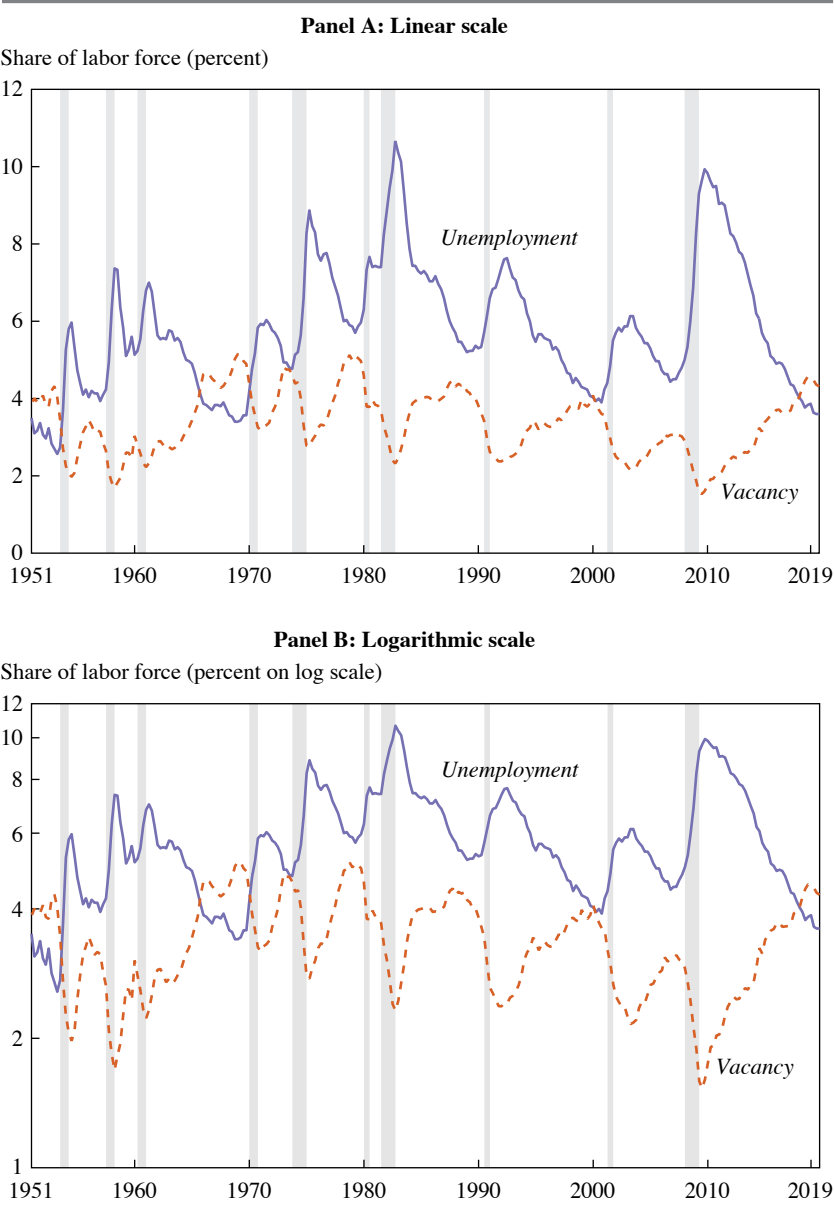 Panel A: Linear scale
Share of labor force (percent)
12
10
8
6
4
2
0
Unemployment
Vacancy
1951 1960 1970 1980 1990 2000 2010 2019
Panel B: Logarithmic scale
Share of labor force (percent on log scale)
12
10
8
6
4
2
1
Unemployment
Vacancy
1951 1960 1970 1980 1990 2000 2010 2019